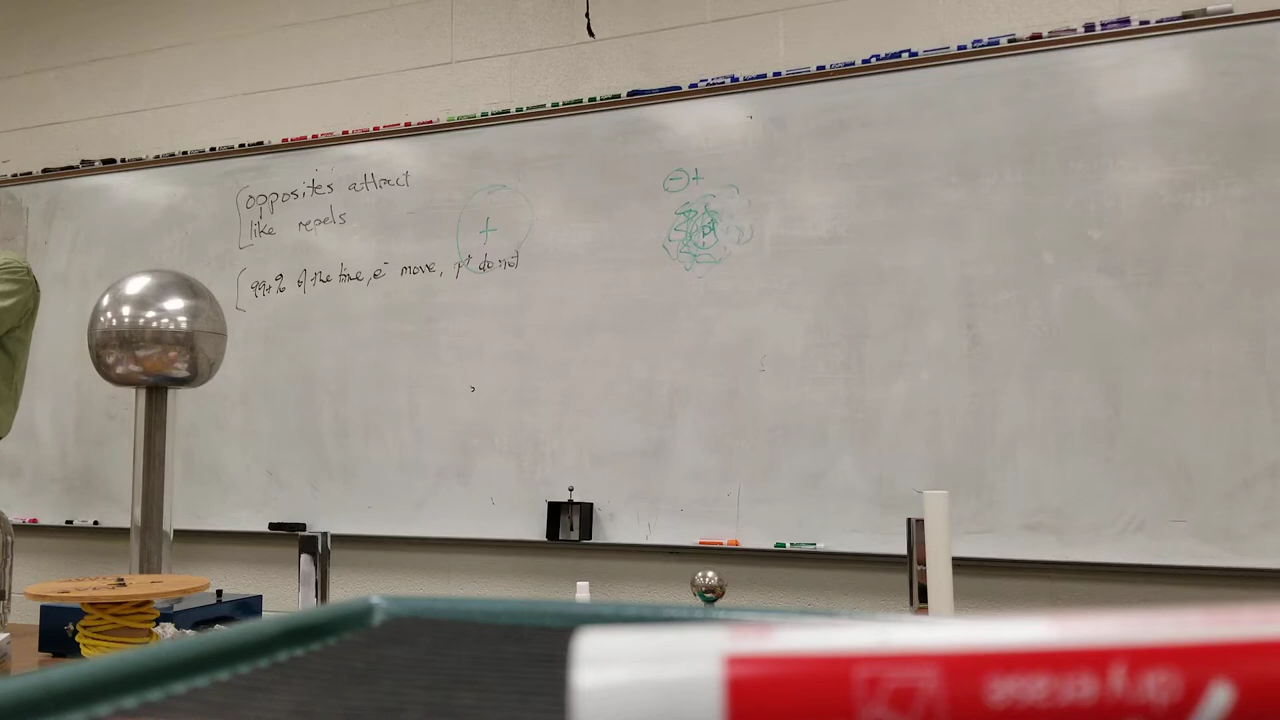 opposites attract
like repels
99+% of the time, e⁻ move, p⁺ do not
+
⊖ +
p⁺